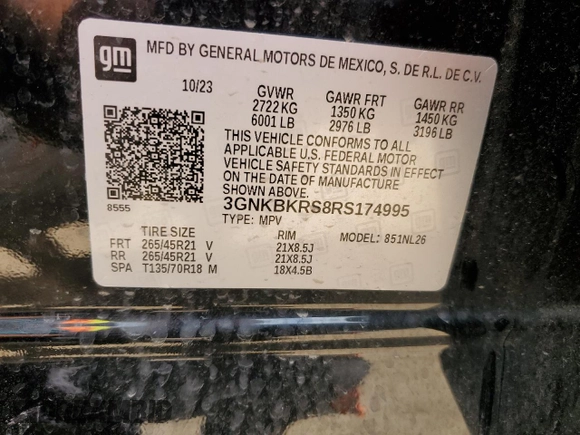 gm
MFD BY GENERAL MOTORS DE MEXICO, S. DE R.L. DE C.V.
10/23 GVWR GAWR FRT GAWR RR
2722 KG 1350 KG 1450 KG
6001 LB 2976 LB 3196 LB
THIS VEHICLE CONFORMS TO ALL
APPLICABLE U.S. FEDERAL MOTOR
VEHICLE SAFETY STANDARDS IN EFFECT
ON THE DATE OF MANUFACTURE
SHOWN ABOVE.
8555 3GNKBKRS8RS174995
TYPE: MPV
TIRE SIZE RIM MODEL: 851NL26
FRT 265/45R21 V 21X8.5J
RR 265/45R21 V 21X8.5J
SPA T135/70R18 M 18X4.5B